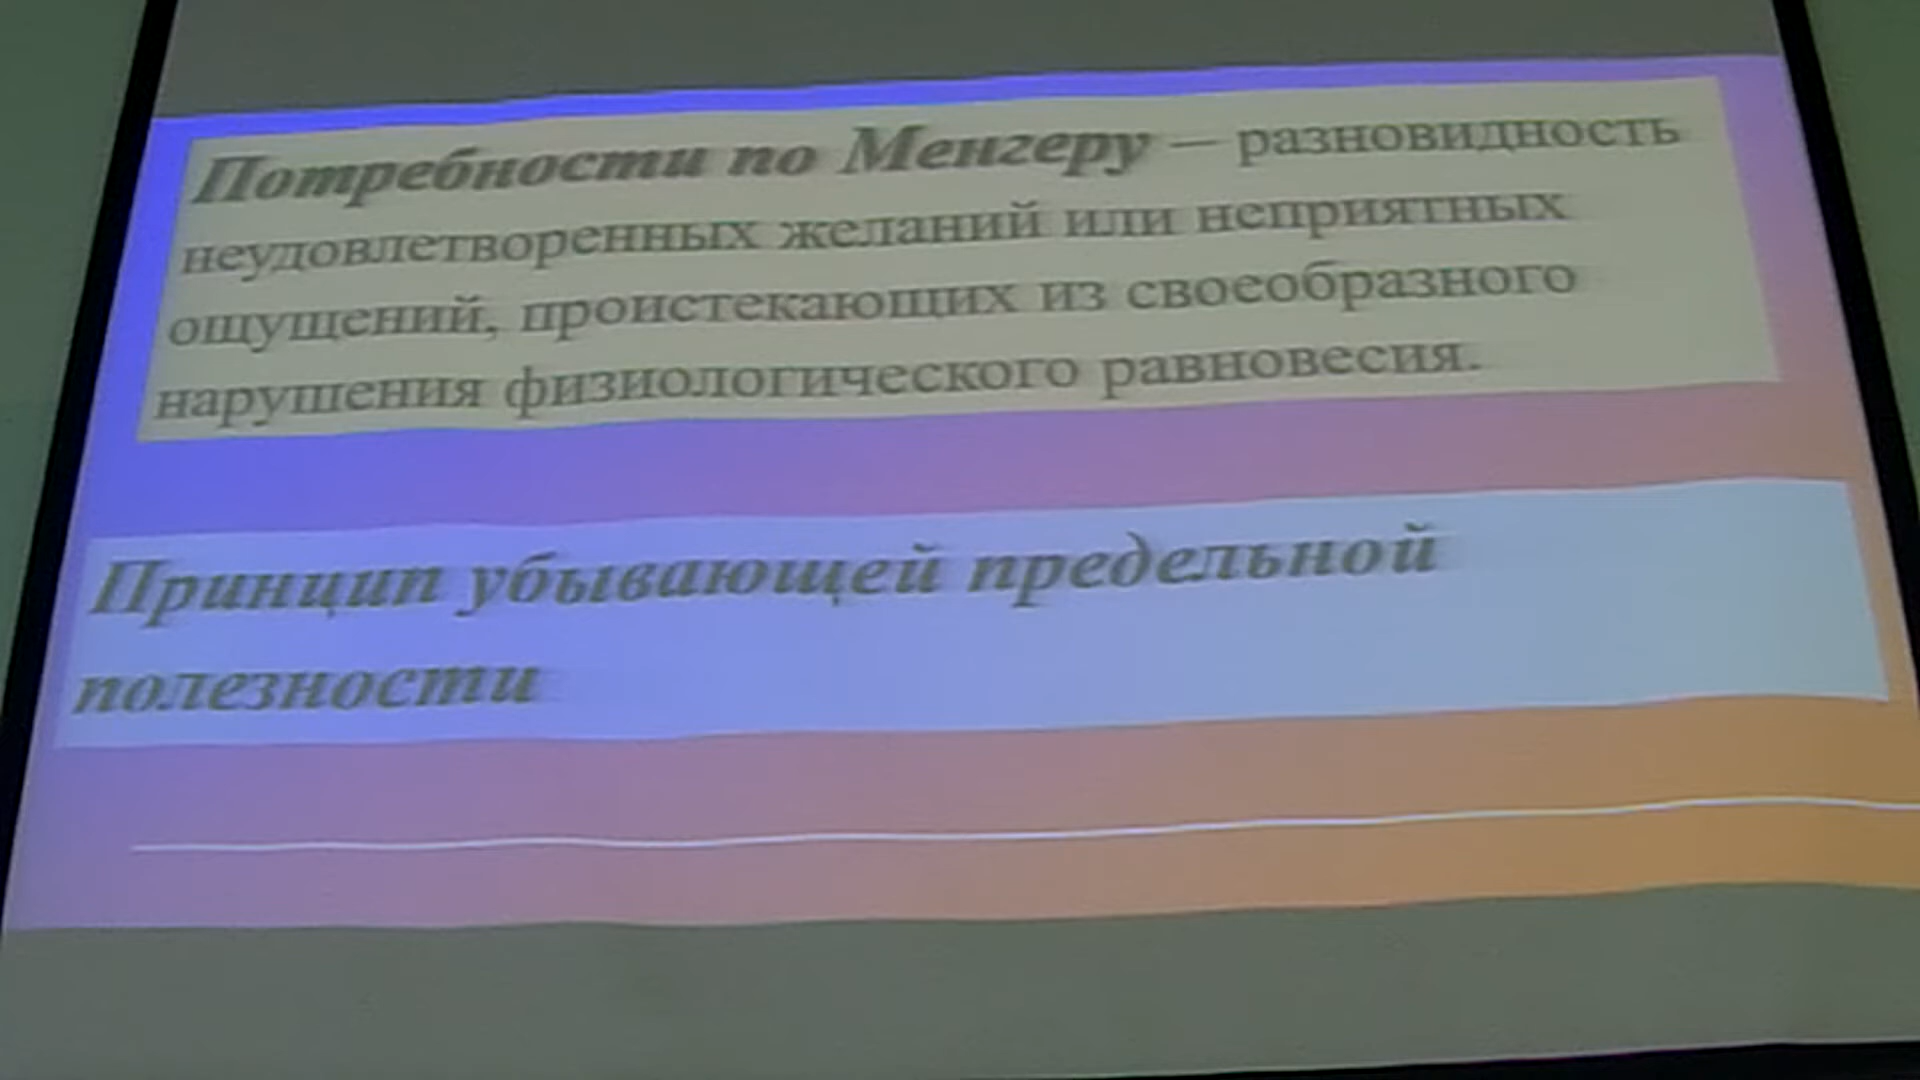 Потребности по Менгеру – разновидность
неудовлетворенных желаний или неприятных
ощущений, проистекающих из своеобразного
нарушения физиологического равновесия.
Принцип убывающей предельной
полезности